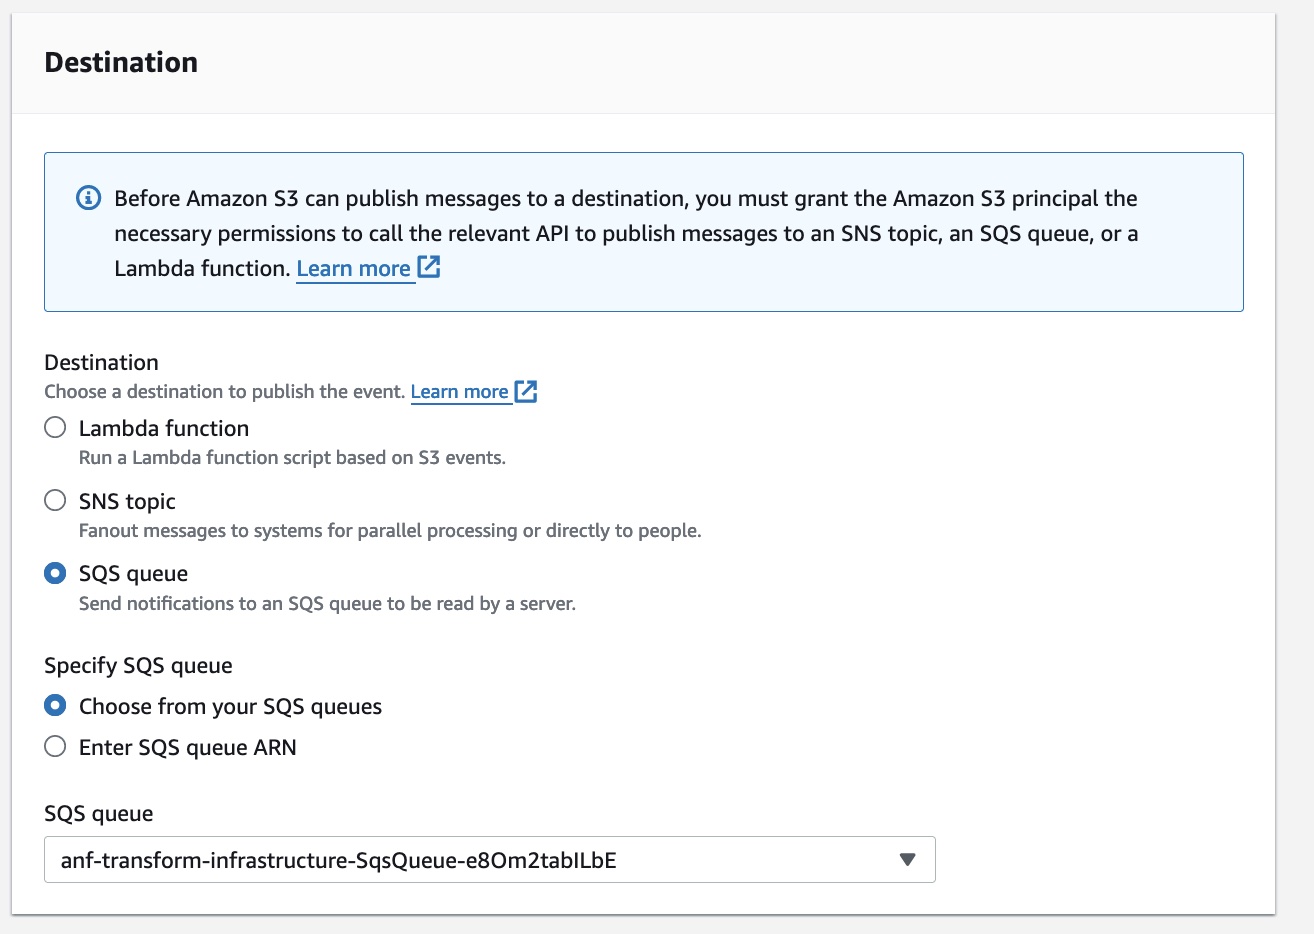 Destination
Before Amazon S3 can publish messages to a destination, you must grant the Amazon S3 principal the
necessary permissions to call the relevant API to publish messages to an SNS topic, an SQS queue, or a
Lambda function. Learn more
Destination
Choose a destination to publish the event. Learn more
Lambda function
Run a Lambda function script based on S3 events.
SNS topic
Fanout messages to systems for parallel processing or directly to people.
SQS queue
Send notifications to an SQS queue to be read by a server.
Specify SQS queue
Choose from your SQS queues
Enter SQS queue ARN
SQS queue
anf-transform-infrastructure-SqsQueue-e8Om2tabILbE